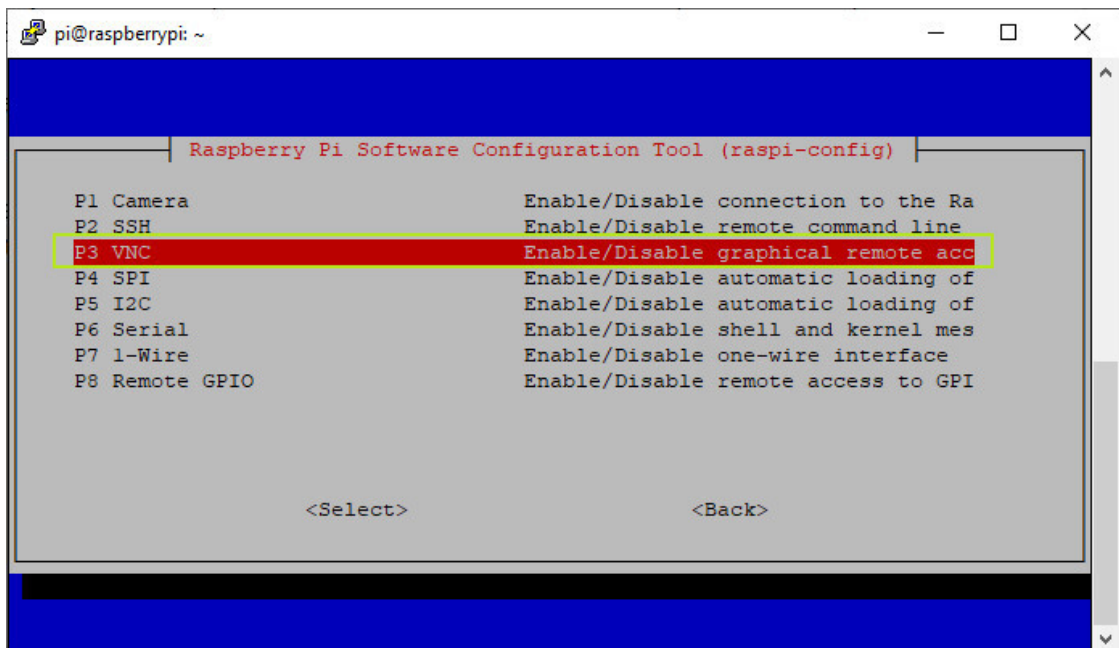 pi@raspberrypi: ~
Raspberry Pi Software Configuration Tool (raspi-config)
P1 Camera Enable/Disable connection to the Ra
P2 SSH Enable/Disable remote command line
P3 VNC Enable/Disable graphical remote acc
P4 SPI Enable/Disable automatic loading of
P5 I2C Enable/Disable automatic loading of
P6 Serial Enable/Disable shell and kernel mes
P7 1-Wire Enable/Disable one-wire interface
P8 Remote GPIO Enable/Disable remote access to GPI
<Select> <Back>